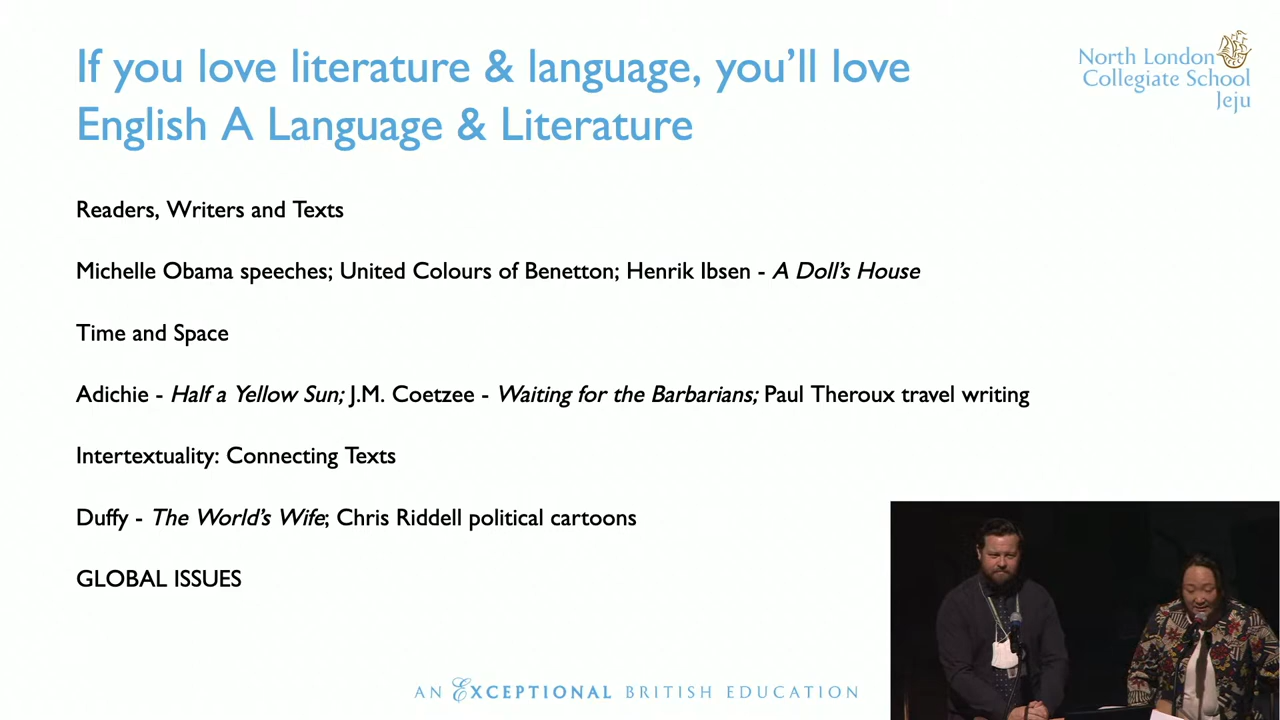 If you love literature & language, you'll love
English A Language & Literature
North London
Collegiate School
Jeju
Readers, Writers and Texts
Michelle Obama speeches; United Colours of Benetton; Henrik Ibsen - A Doll's House
Time and Space
Adichie - Half a Yellow Sun; J.M. Coetzee - Waiting for the Barbarians; Paul Theroux travel writing
Intertextuality: Connecting Texts
Duffy - The World's Wife; Chris Riddell political cartoons
GLOBAL ISSUES
AN EXCEPTIONAL BRITISH EDUCATION